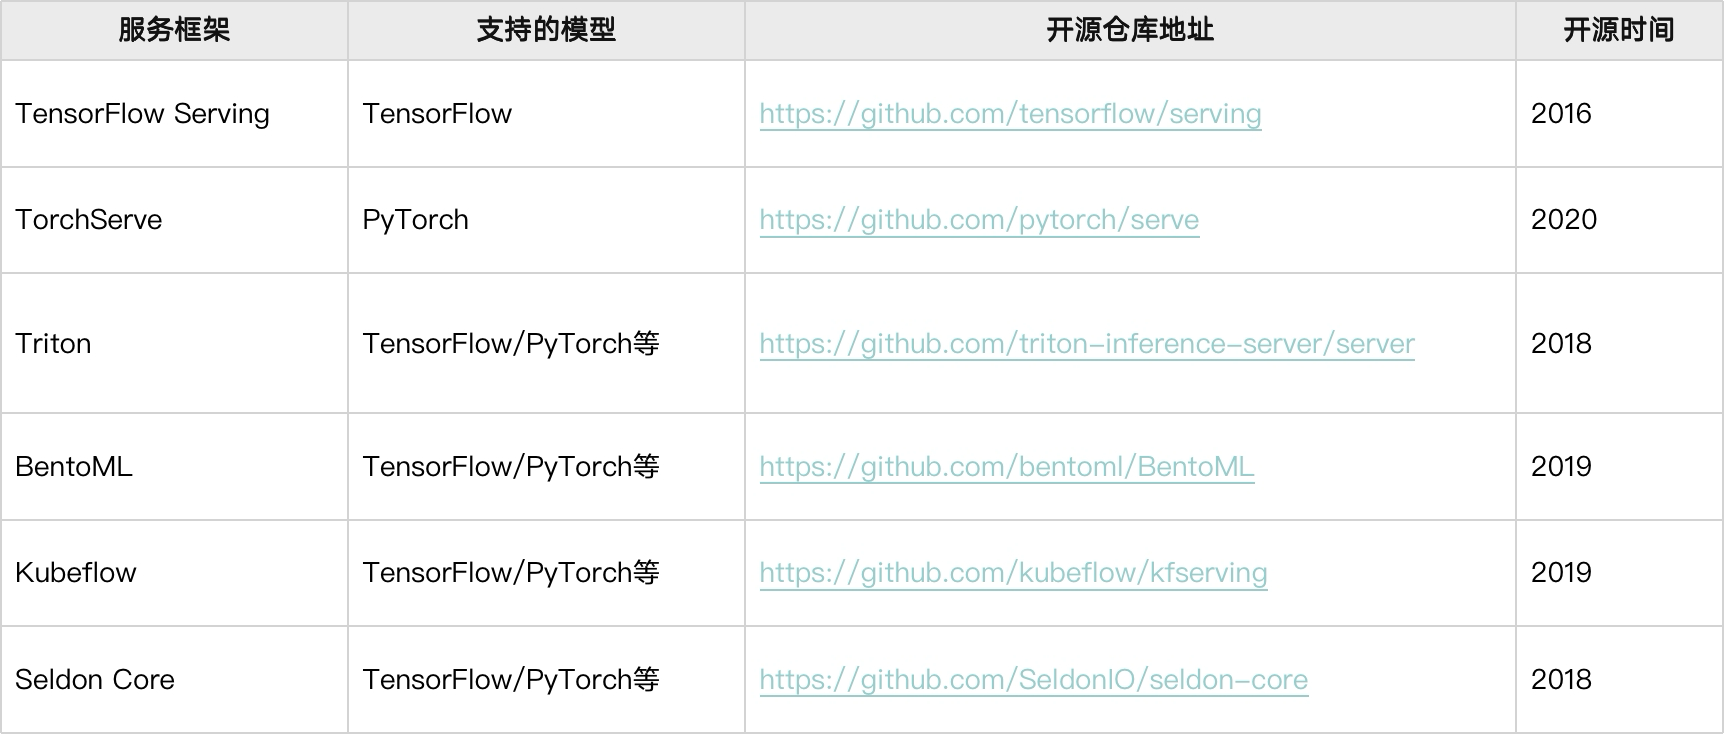 服务框架 支持的模型 开源仓库地址 开源时间
TensorFlow Serving TensorFlow https://github.com/tensorflow/serving 2016
TorchServe PyTorch https://github.com/pytorch/serve 2020
Triton TensorFlow/PyTorch等 https://github.com/triton-inference-server/server 2018
BentoML TensorFlow/PyTorch等 https://github.com/bentoml/BentoML 2019
Kubeflow TensorFlow/PyTorch等 https://github.com/kubeflow/kfserving 2019
Seldon Core TensorFlow/PyTorch等 https://github.com/SeldonIO/seldon-core 2018